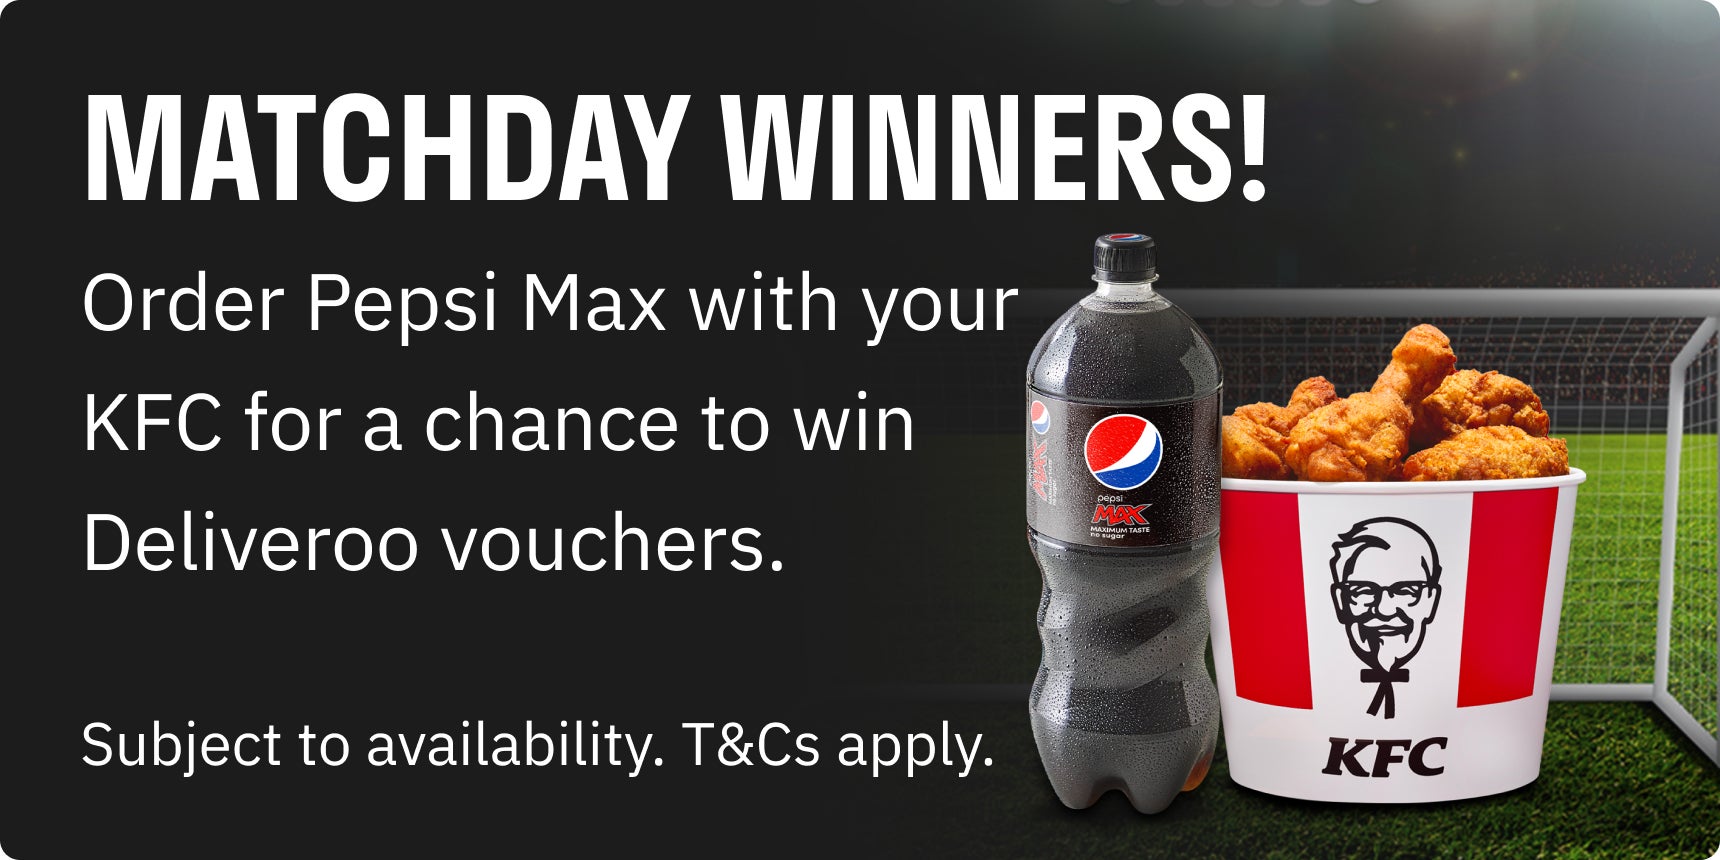 MATCHDAY WINNERS!
Order Pepsi Max with your
KFC for a chance to win
Deliveroo vouchers.
Subject to availability. T&Cs apply.
pepsi
MAX
MAXIMUM TASTE
no sugar
MAX
KFC